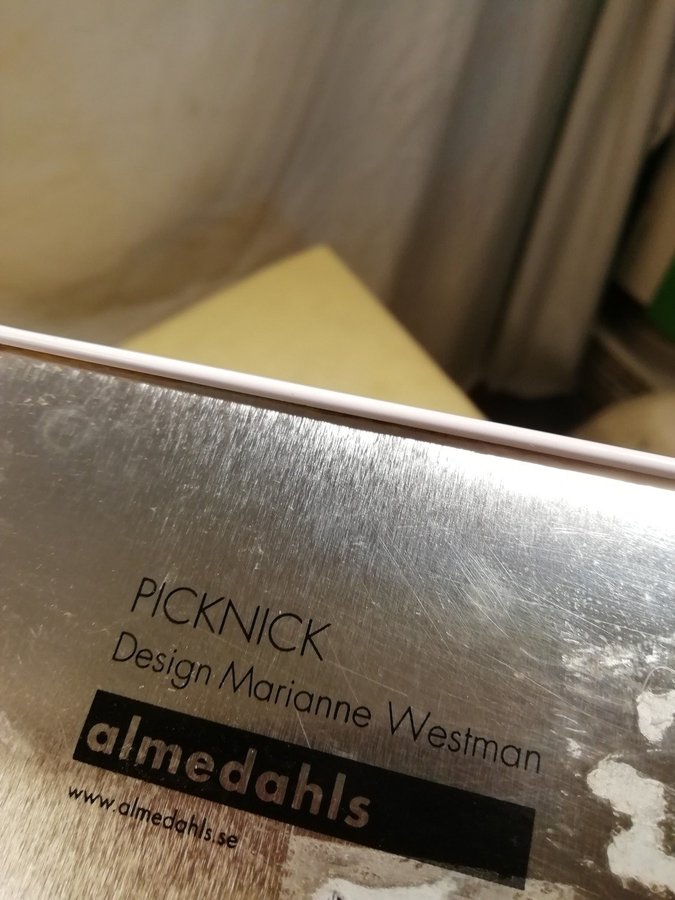 PICKNICK
Design Marianne Westman
almedahls
www.almedahls.se